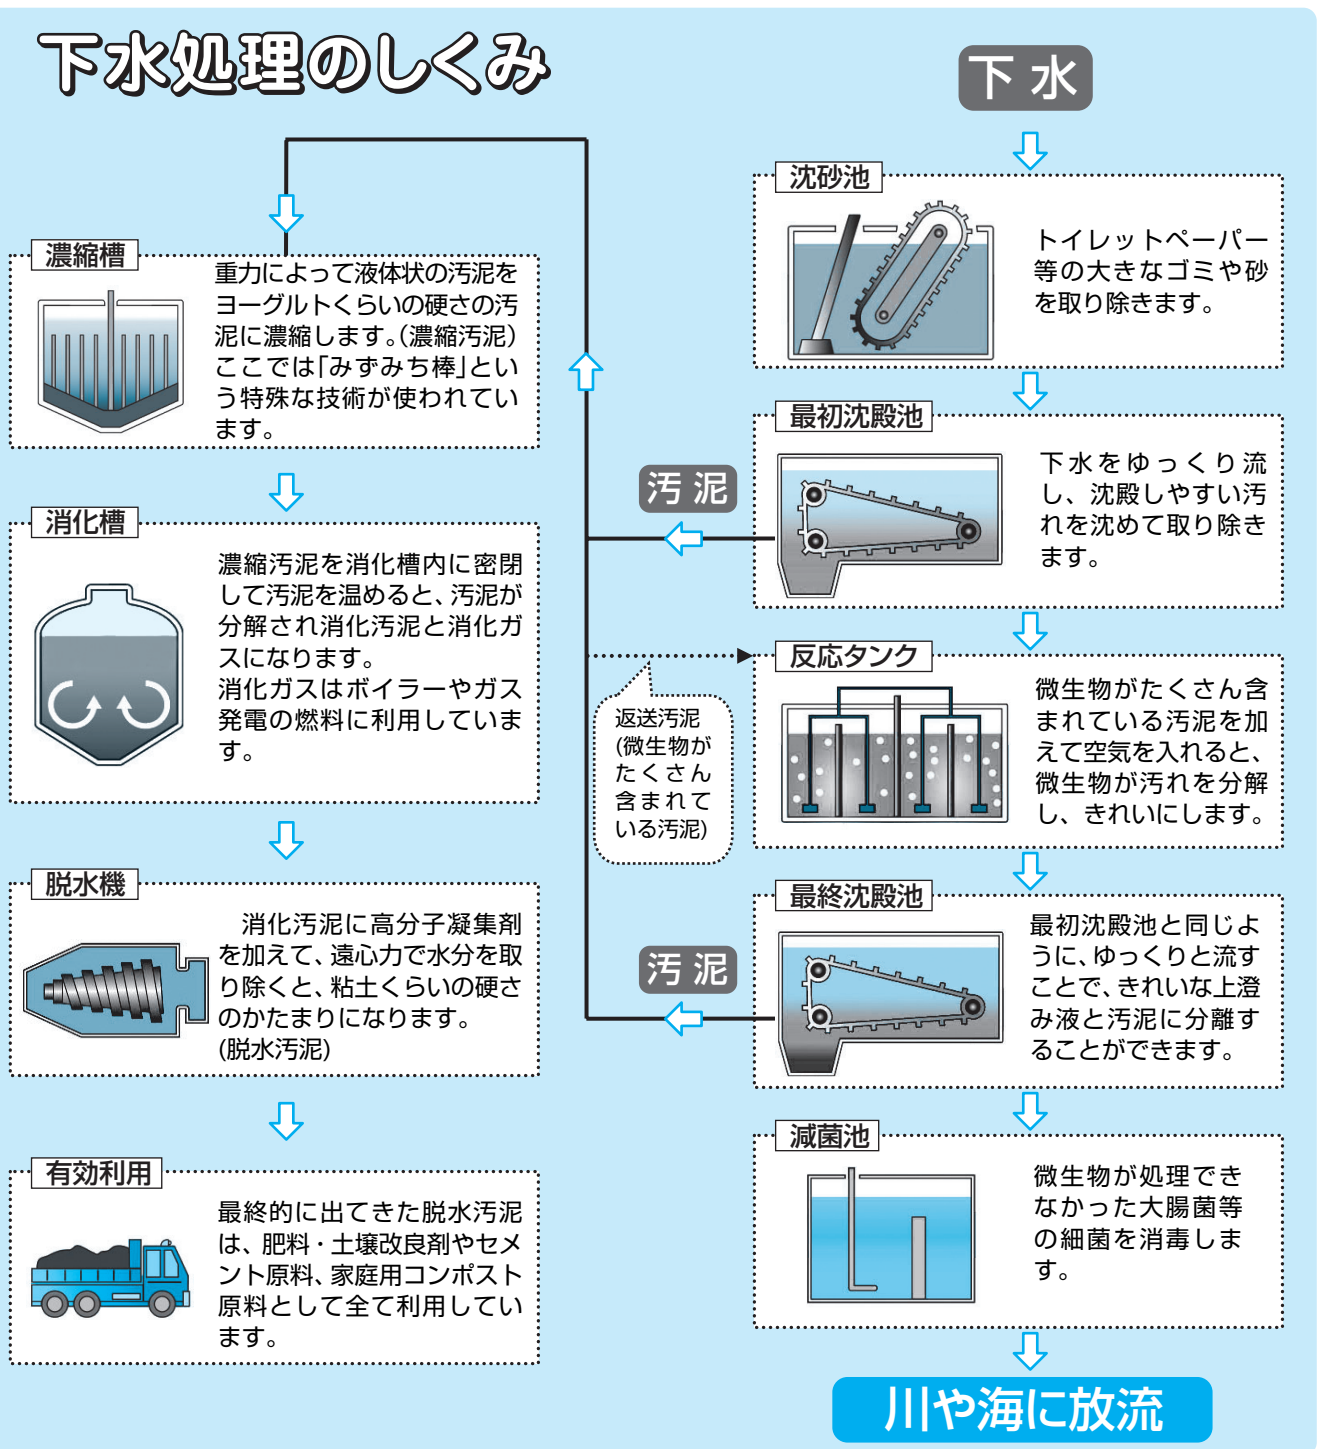 下水処理のしくみ
下水
沈砂池
トイレットペーパー
等の大きなゴミや砂
を取り除きます。
最初沈殿池
下水をゆっくり流
し、沈殿しやすい汚
れを沈めて取り除き
ます。
汚泥
反応タンク
微生物がたくさん含
まれている汚泥を加
えて空気を入れると、
微生物が汚れを分解
し、きれいにします。
返送汚泥
(微生物が
たくさん
含まれて
いる汚泥)
最終沈殿池
最初沈殿池と同じよ
うに、ゆっくりと流す
ことで、きれいな上澄
み液と汚泥に分離す
ることができます。
汚泥
減菌池
微生物が処理でき
なかった大腸菌等
の細菌を消毒しま
す。
川や海に放流
濃縮槽
重力によって液体状の汚泥を
ヨーグルトくらいの硬さの汚
泥に濃縮します。(濃縮汚泥)
ここでは「みずみち棒」とい
う特殊な技術が使われてい
ます。
消化槽
濃縮汚泥を消化槽内に密閉
して汚泥を温めると、汚泥が
分解され消化汚泥と消化ガ
スになります。
消化ガスはボイラーやガス
発電の燃料に利用していま
す。
脱水機
消化汚泥に高分子凝集剤
を加えて、遠心力で水分を取
り除くと、粘土くらいの硬さ
のかたまりになります。
(脱水汚泥)
有効利用
最終的に出てきた脱水汚泥
は、肥料・土壌改良剤やセメ
ント原料、家庭用コンポスト
原料として全て利用してい
ます。